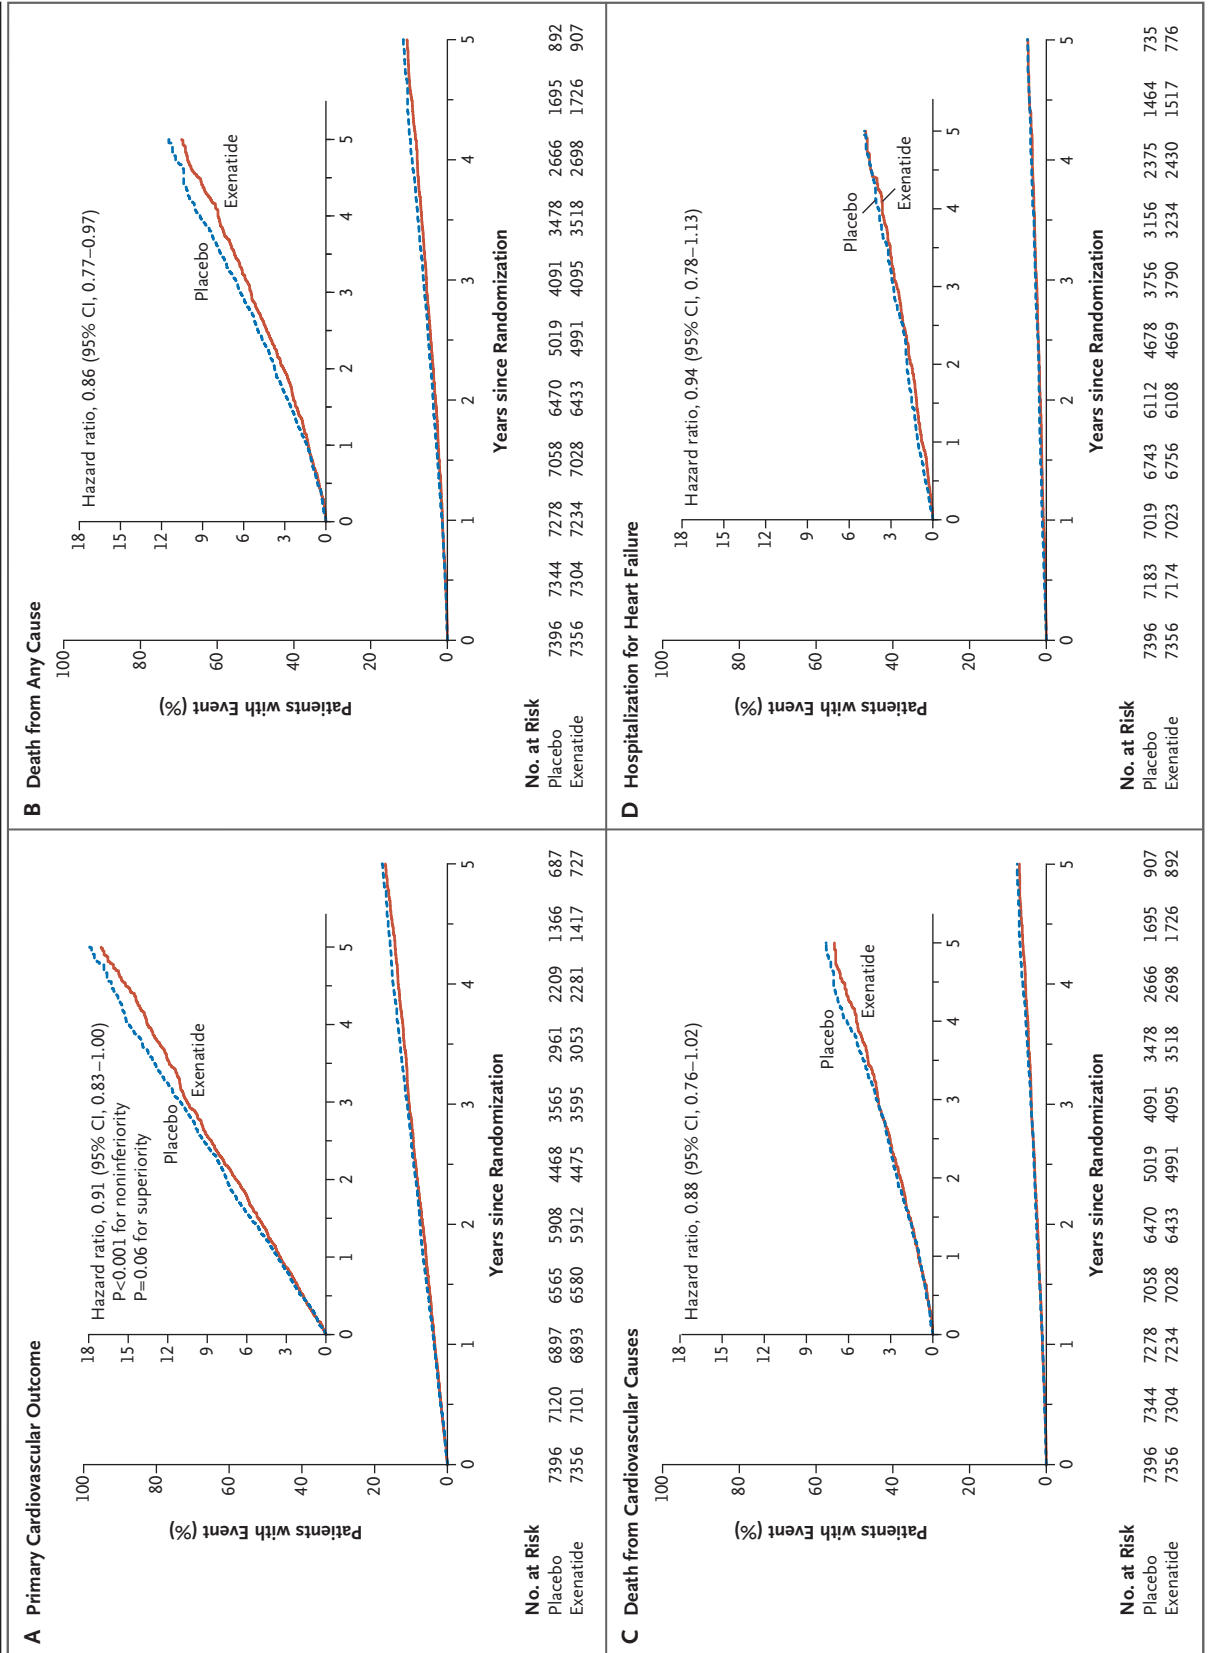 A Primary Cardiovascular Outcome
Patients with Event (%)
100
80
60
40
20
0
0 1 2 3 4 5
Years since Randomization
18
15
12
9
6
3
0
0 1 2 3 4 5
Hazard ratio, 0.91 (95% CI, 0.83–1.00)
P<0.001 for noninferiority
P=0.06 for superiority
Placebo
Exenatide
No. at Risk
Placebo 7396 7120 6897 6565 5908 4468 3565 2961 2209 1366 687
Exenatide 7356 7101 6893 6580 5912 4475 3595 3053 2281 1417 727
B Death from Any Cause
Patients with Event (%)
100
80
60
40
20
0
0 1 2 3 4 5
Years since Randomization
18
15
12
9
6
3
0
0 1 2 3 4 5
Hazard ratio, 0.86 (95% CI, 0.77–0.97)
Placebo
Exenatide
No. at Risk
Placebo 7396 7344 7278 7058 6470 5019 4091 3478 2666 1695 892
Exenatide 7356 7304 7234 7028 6433 4991 4095 3518 2698 1726 907
C Death from Cardiovascular Causes
Patients with Event (%)
100
80
60
40
20
0
0 1 2 3 4 5
Years since Randomization
18
15
12
9
6
3
0
0 1 2 3 4 5
Hazard ratio, 0.88 (95% CI, 0.76–1.02)
Placebo
Exenatide
No. at Risk
Placebo 7396 7344 7278 7058 6470 5019 4091 3478 2666 1695 907
Exenatide 7356 7304 7234 7028 6433 4991 4095 3518 2698 1726 892
D Hospitalization for Heart Failure
Patients with Event (%)
100
80
60
40
20
0
0 1 2 3 4 5
Years since Randomization
18
15
12
9
6
3
0
0 1 2 3 4 5
Hazard ratio, 0.94 (95% CI, 0.78–1.13)
Placebo
Exenatide
No. at Risk
Placebo 7396 7183 7019 6743 6112 4678 3756 3156 2375 1464 735
Exenatide 7356 7174 7023 6756 6108 4669 3790 3234 2430 1517 776